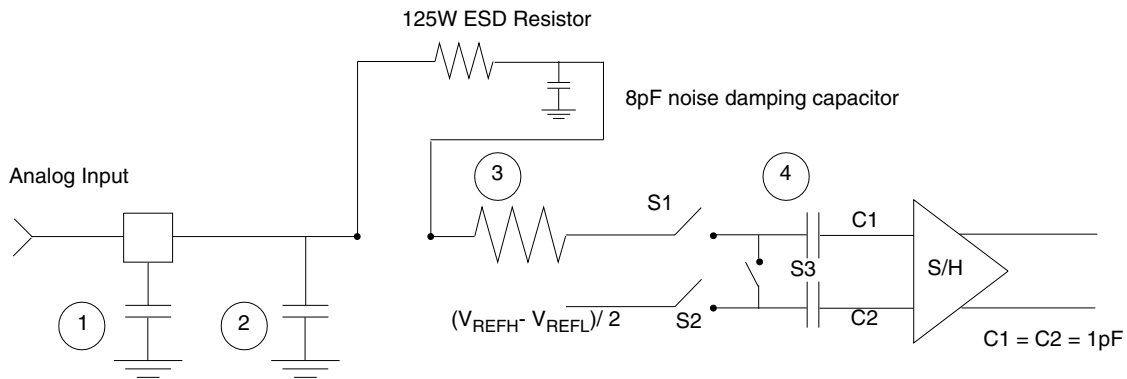 125W ESD Resistor
8pF noise damping capacitor
Analog Input
3
4
S1
C1
S/H
S3
1
2
(VREFH- VREFL)/ 2
S2
C2
C1 = C2 = 1pF